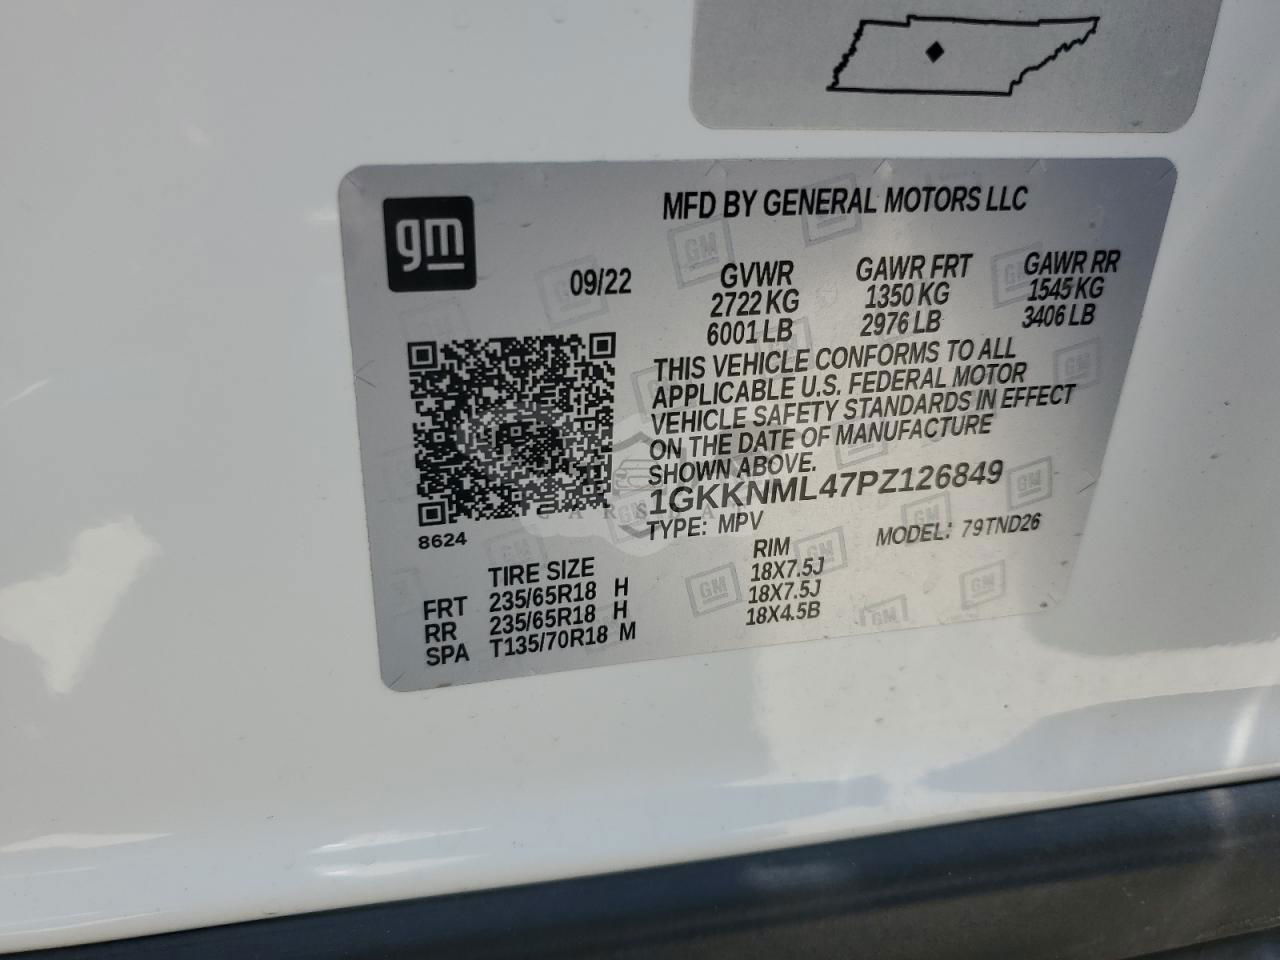 gm
MFD BY GENERAL MOTORS LLC
09/22
GVWR GAWR FRT GAWR RR
2722 KG 1350 KG 1545 KG
6001 LB 2976 LB 3406 LB
THIS VEHICLE CONFORMS TO ALL
APPLICABLE U.S. FEDERAL MOTOR
VEHICLE SAFETY STANDARDS IN EFFECT
ON THE DATE OF MANUFACTURE
SHOWN ABOVE.
1GKKNML47PZ126849
TYPE: MPV MODEL: 79TND26
8624
TIRE SIZE RIM
FRT 235/65R18 H 18X7.5J
RR 235/65R18 H 18X7.5J
SPA T135/70R18 M 18X4.5B